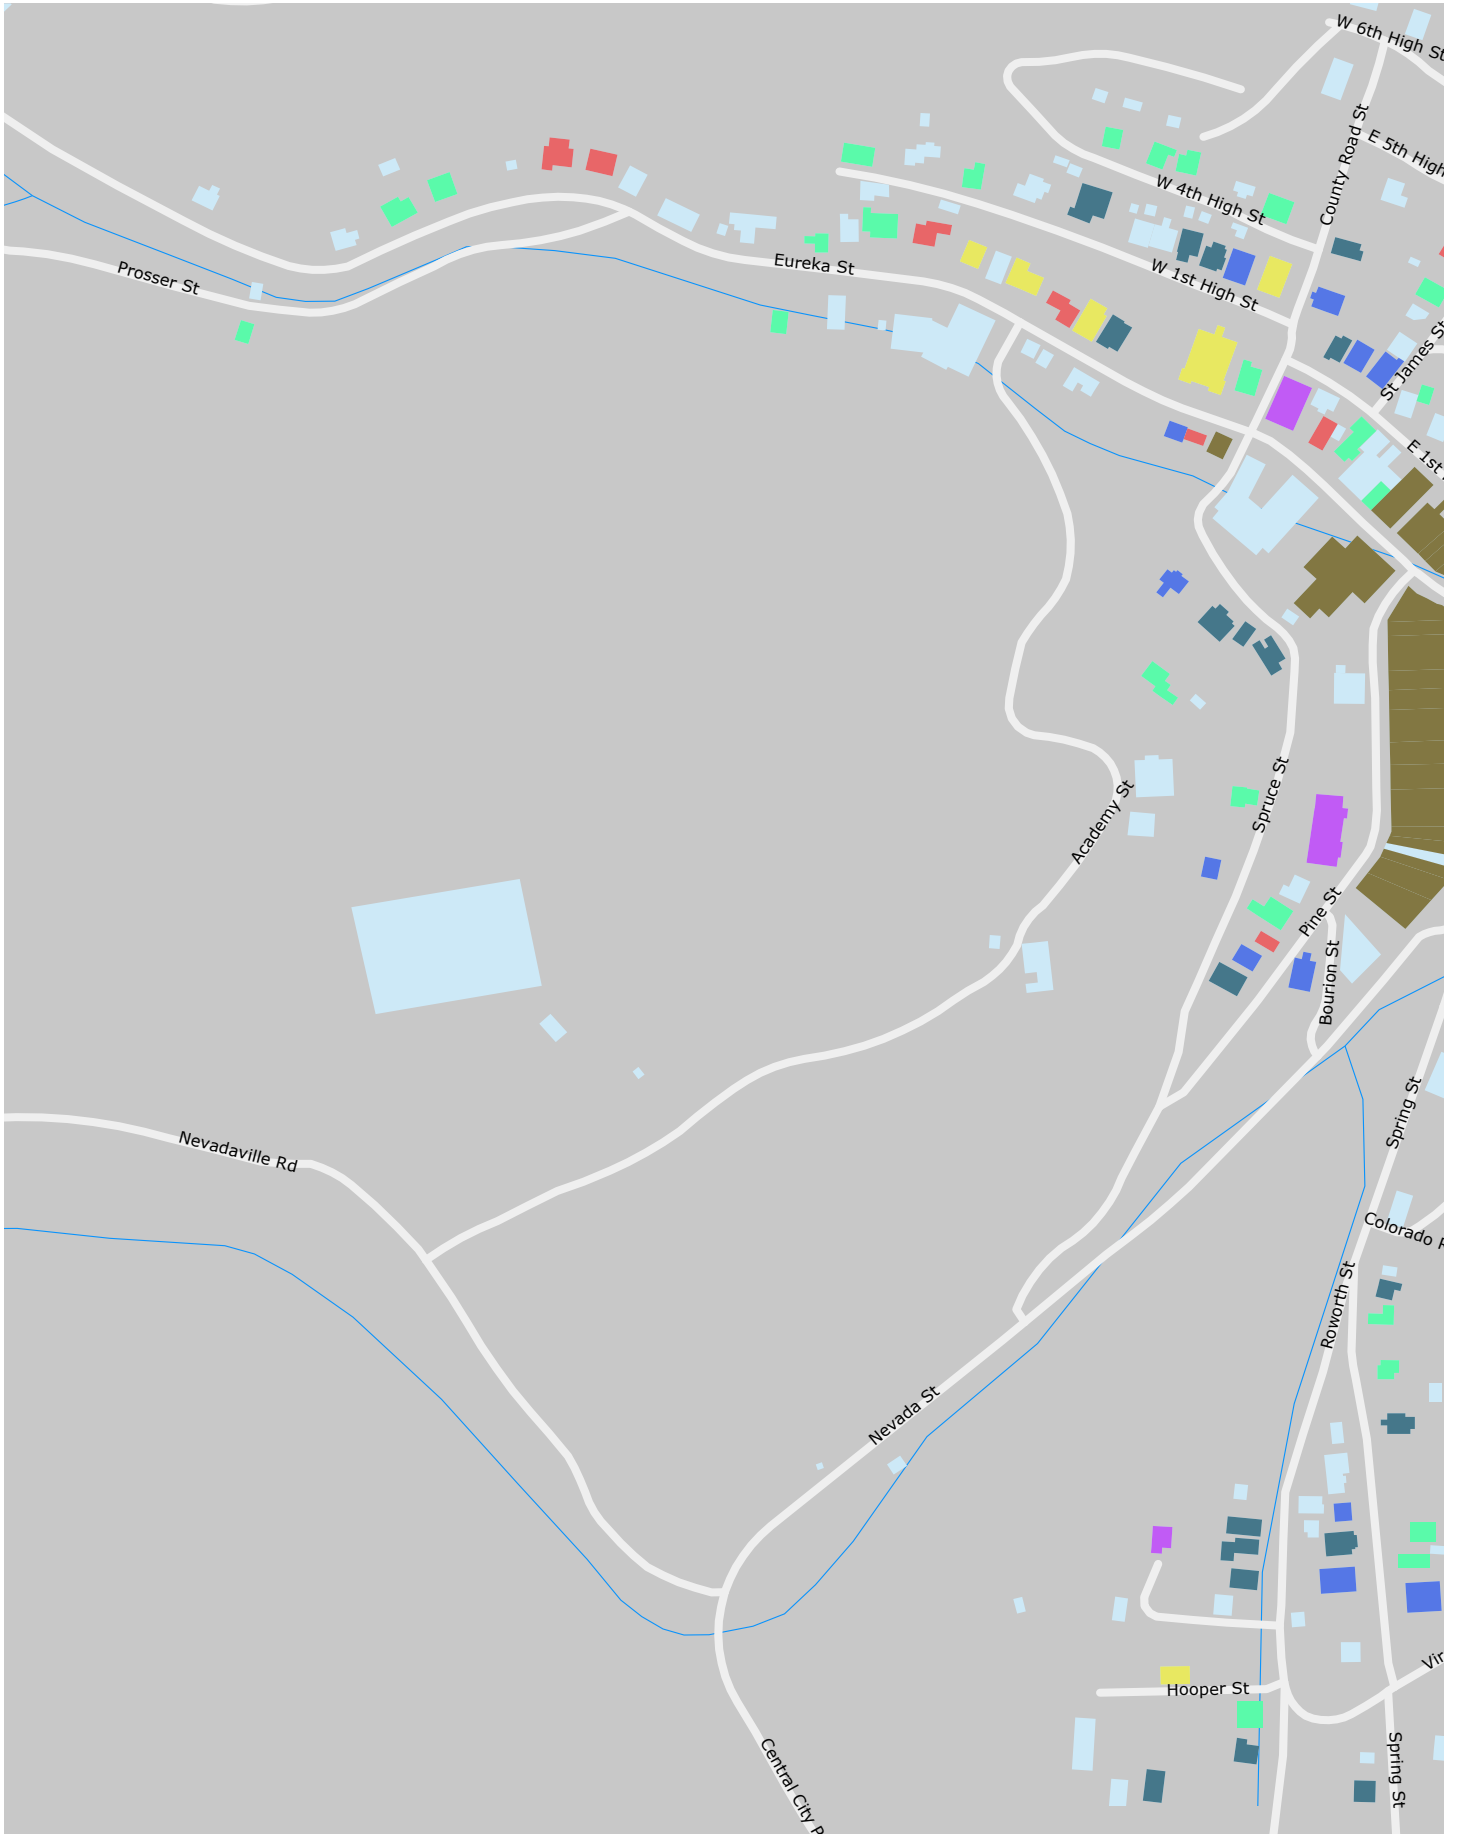 W 6th High St
County Road St
E 5th High
W 4th High St
Prosser St
Eureka St
W 1st High St
St James St
E 1st
Spruce St
Academy St
Pine St
Bourion St
Spring St
Nevadaville Rd
Colorado R
Roworth St
Nevada St
Hooper St
Vir
Spring St
Central City P